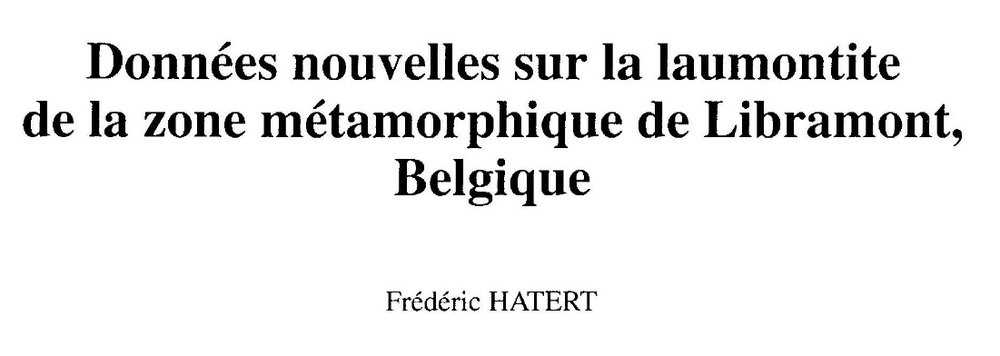 Données nouvelles sur la laumontite
de la zone métamorphique de Libramont,
Belgique
Frédéric HATERT